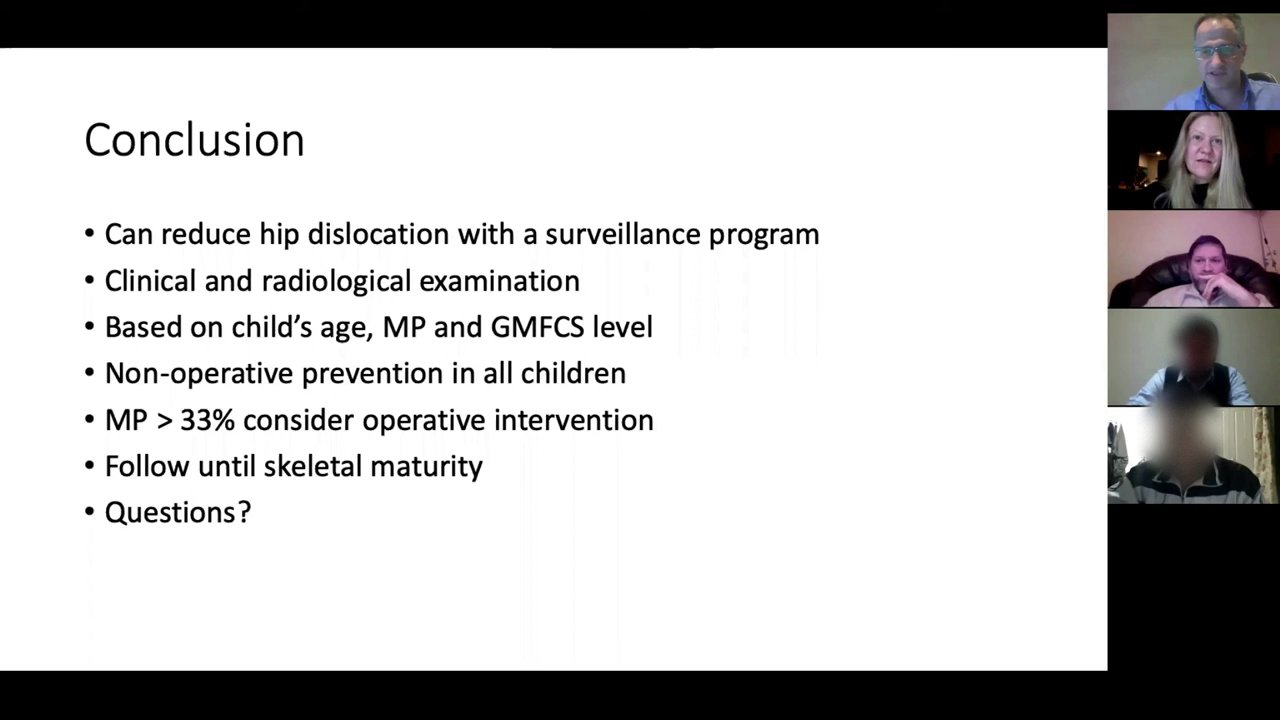 Conclusion
• Can reduce hip dislocation with a surveillance program
• Clinical and radiological examination
• Based on child’s age, MP and GMFCS level
• Non-operative prevention in all children
• MP > 33% consider operative intervention
• Follow until skeletal maturity
• Questions?